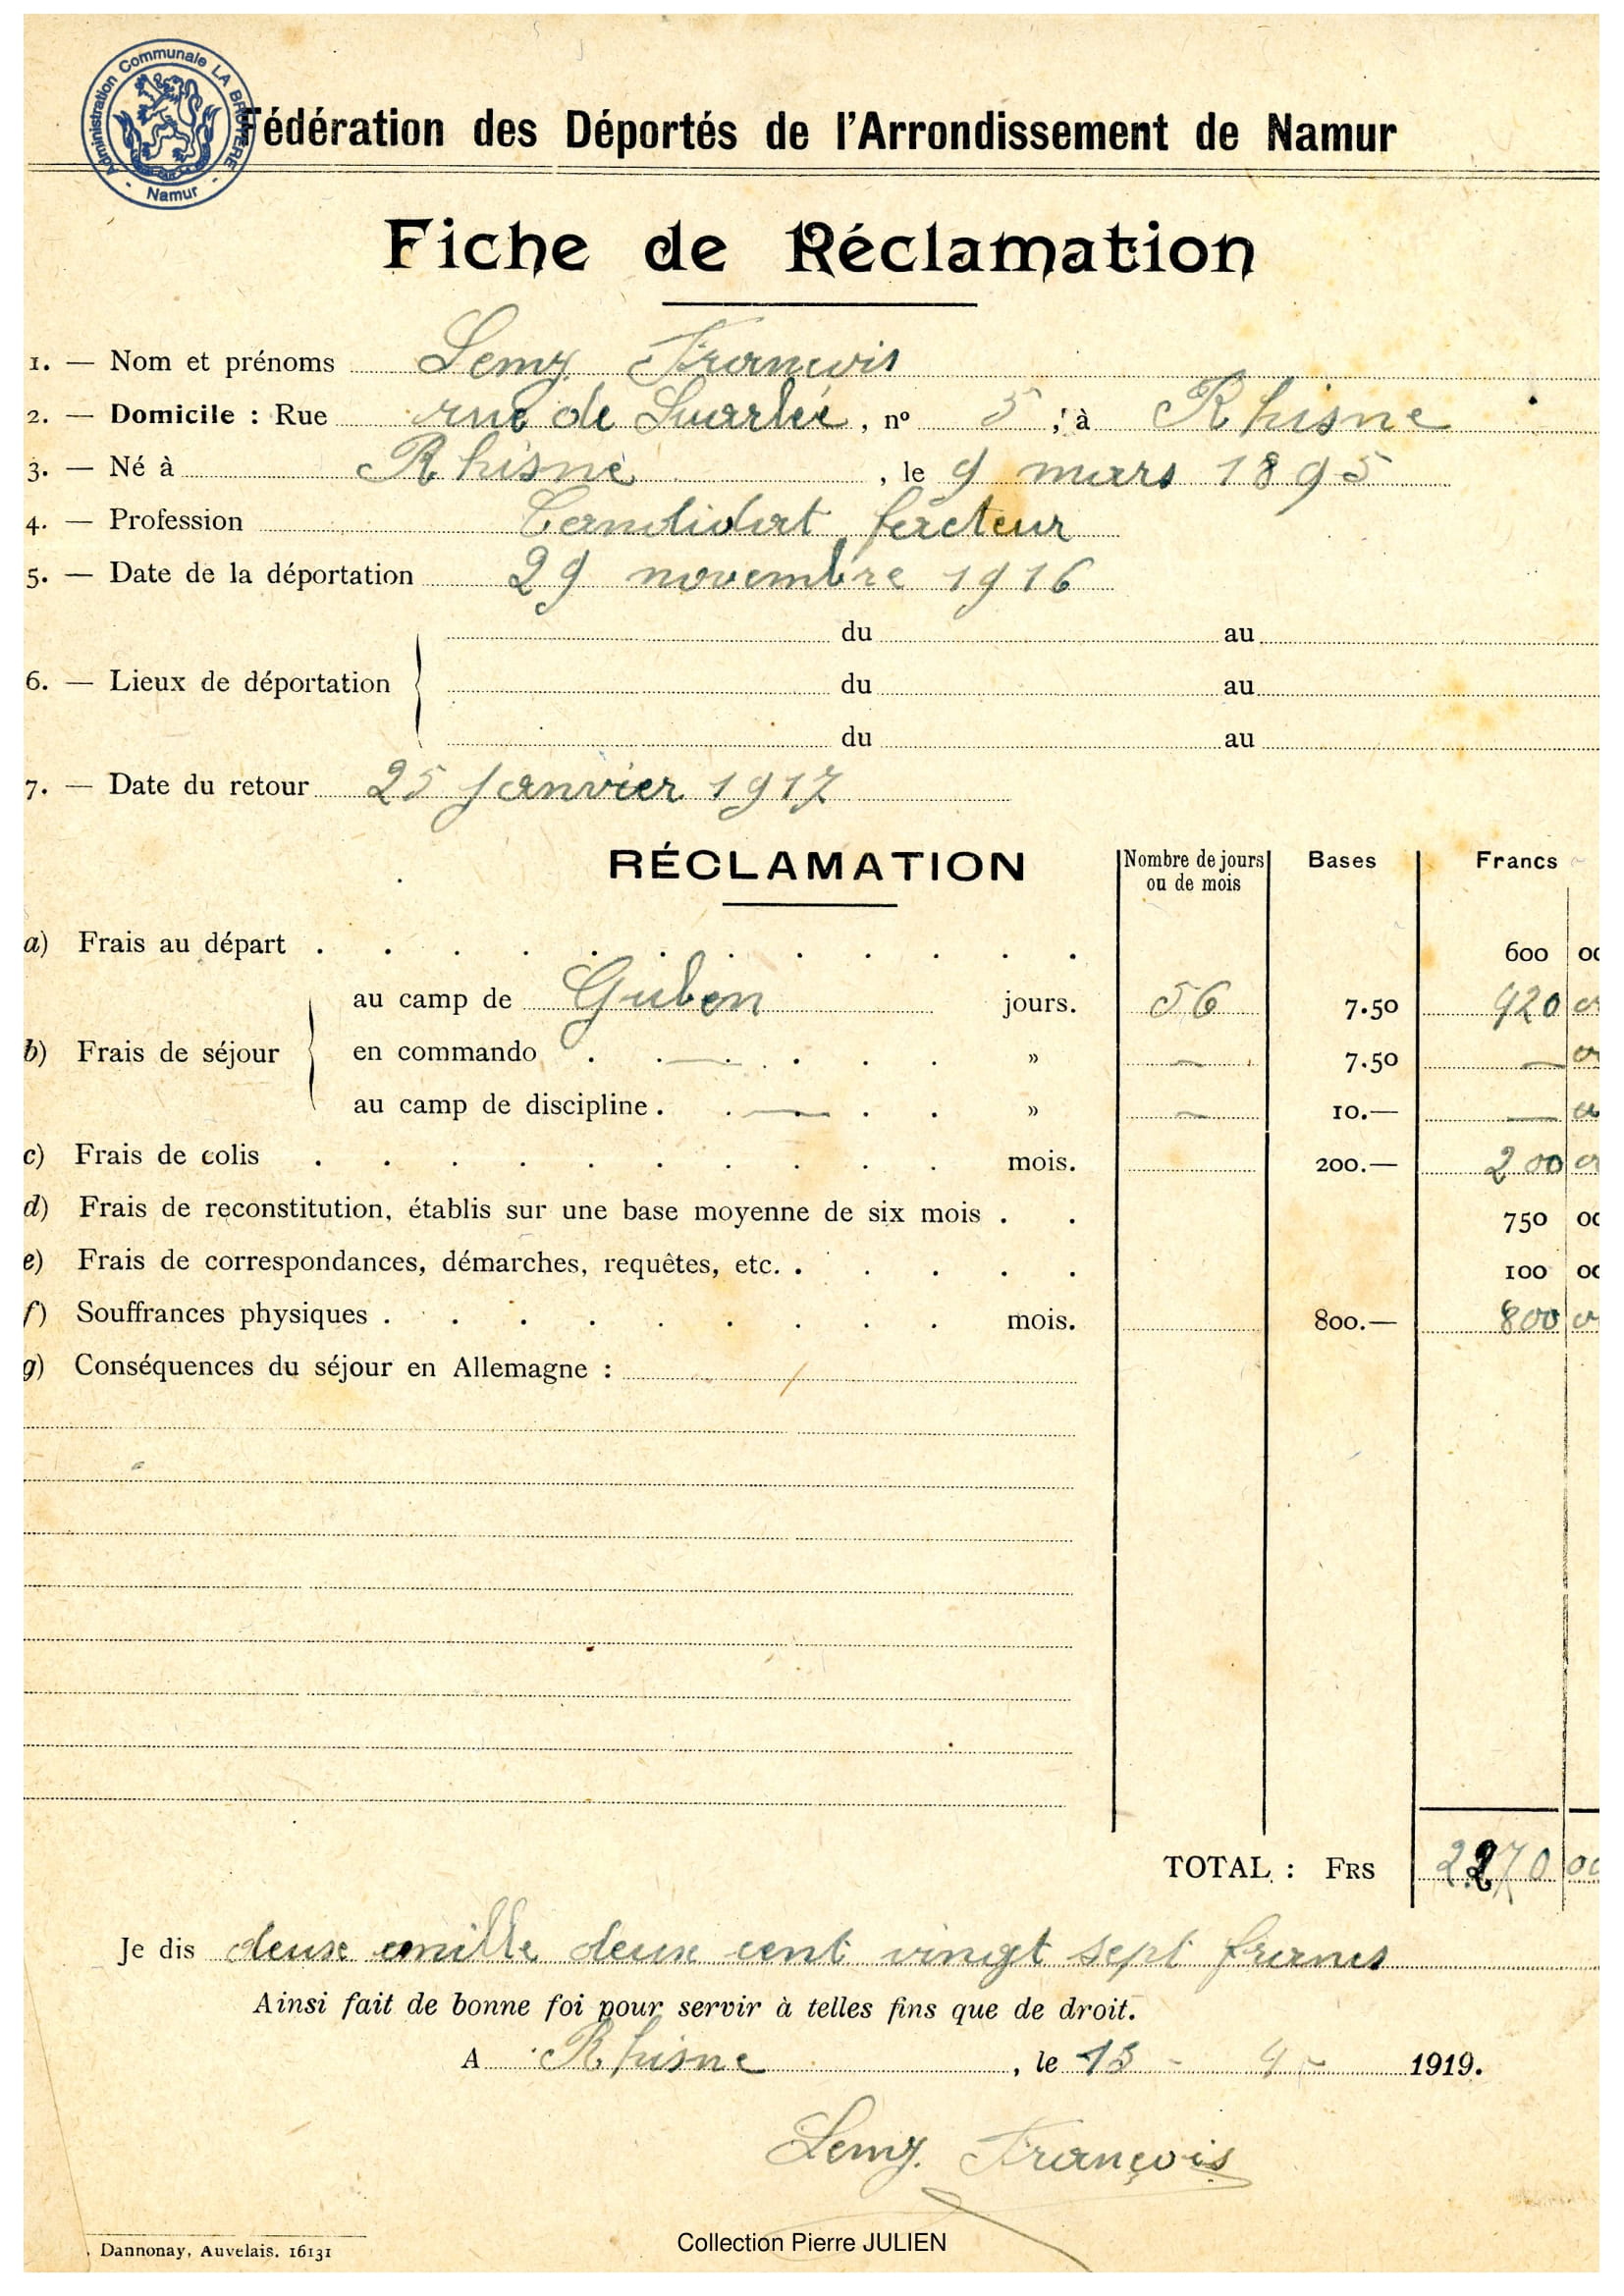 Administration Communale LA BRUYERE
- Namur -
Fédération des Déportés de l'Arrondissement de Namur
Fiche de Réclamation
1. — Nom et prénoms Lemy François
2. — Domicile : Rue rue de Suarlée, nº 5, à Rhisne
3. — Né à Rhisne, le 9 mars 1895
4. — Profession Candidat facteur
5. — Date de la déportation 29 novembre 1916
du au
6. — Lieux de déportation du au
du au
7. — Date du retour 25 janvier 1917
RÉCLAMATION Nombre de jours ou de mois Bases Francs
a) Frais au départ . . . . . . . . . . . . 600 00
au camp de Guben jours. 56 7.50 420
b) Frais de séjour en commando . — . . . » — 7.50 —
au camp de discipline . . — . . » — 10.— —
c) Frais de colis . . . . . . . . . . mois. 200.— 200
d) Frais de reconstitution, établis sur une base moyenne de six mois . . 750 00
e) Frais de correspondances, démarches, requêtes, etc. . . . . . 100 00
f) Souffrances physiques . . . . . . . . . mois. 800.— 800
g) Conséquences du séjour en Allemagne : /
TOTAL : FRS 2270 00
Je dis deux mille deux cent vingt sept francs
Ainsi fait de bonne foi pour servir à telles fins que de droit.
A Rhisne, le 15 - 4 - 1919.
Lemy. François
Dannonay, Auvelais. 16131
Collection Pierre JULIEN